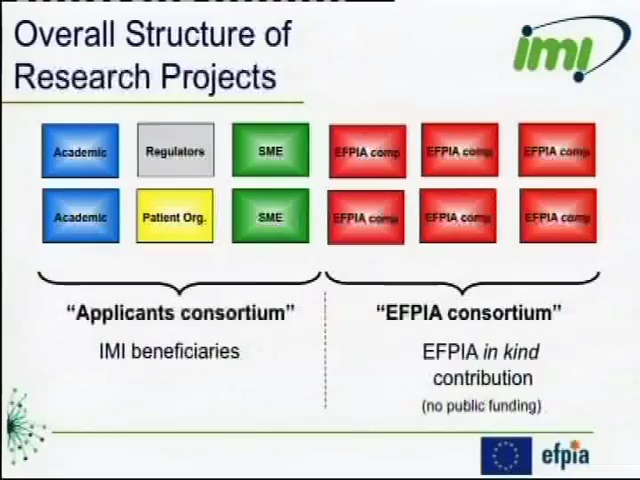 Overall Structure of
Research Projects
imi
Academic
Regulators
SME
EFPIA comp
EFPIA comp
EFPIA comp
Academic
Patient Org.
SME
EFPIA comp
EFPIA comp
EFPIA comp
“Applicants consortium”
“EFPIA consortium”
IMI beneficiaries
EFPIA in kind
contribution
(no public funding)
efpia